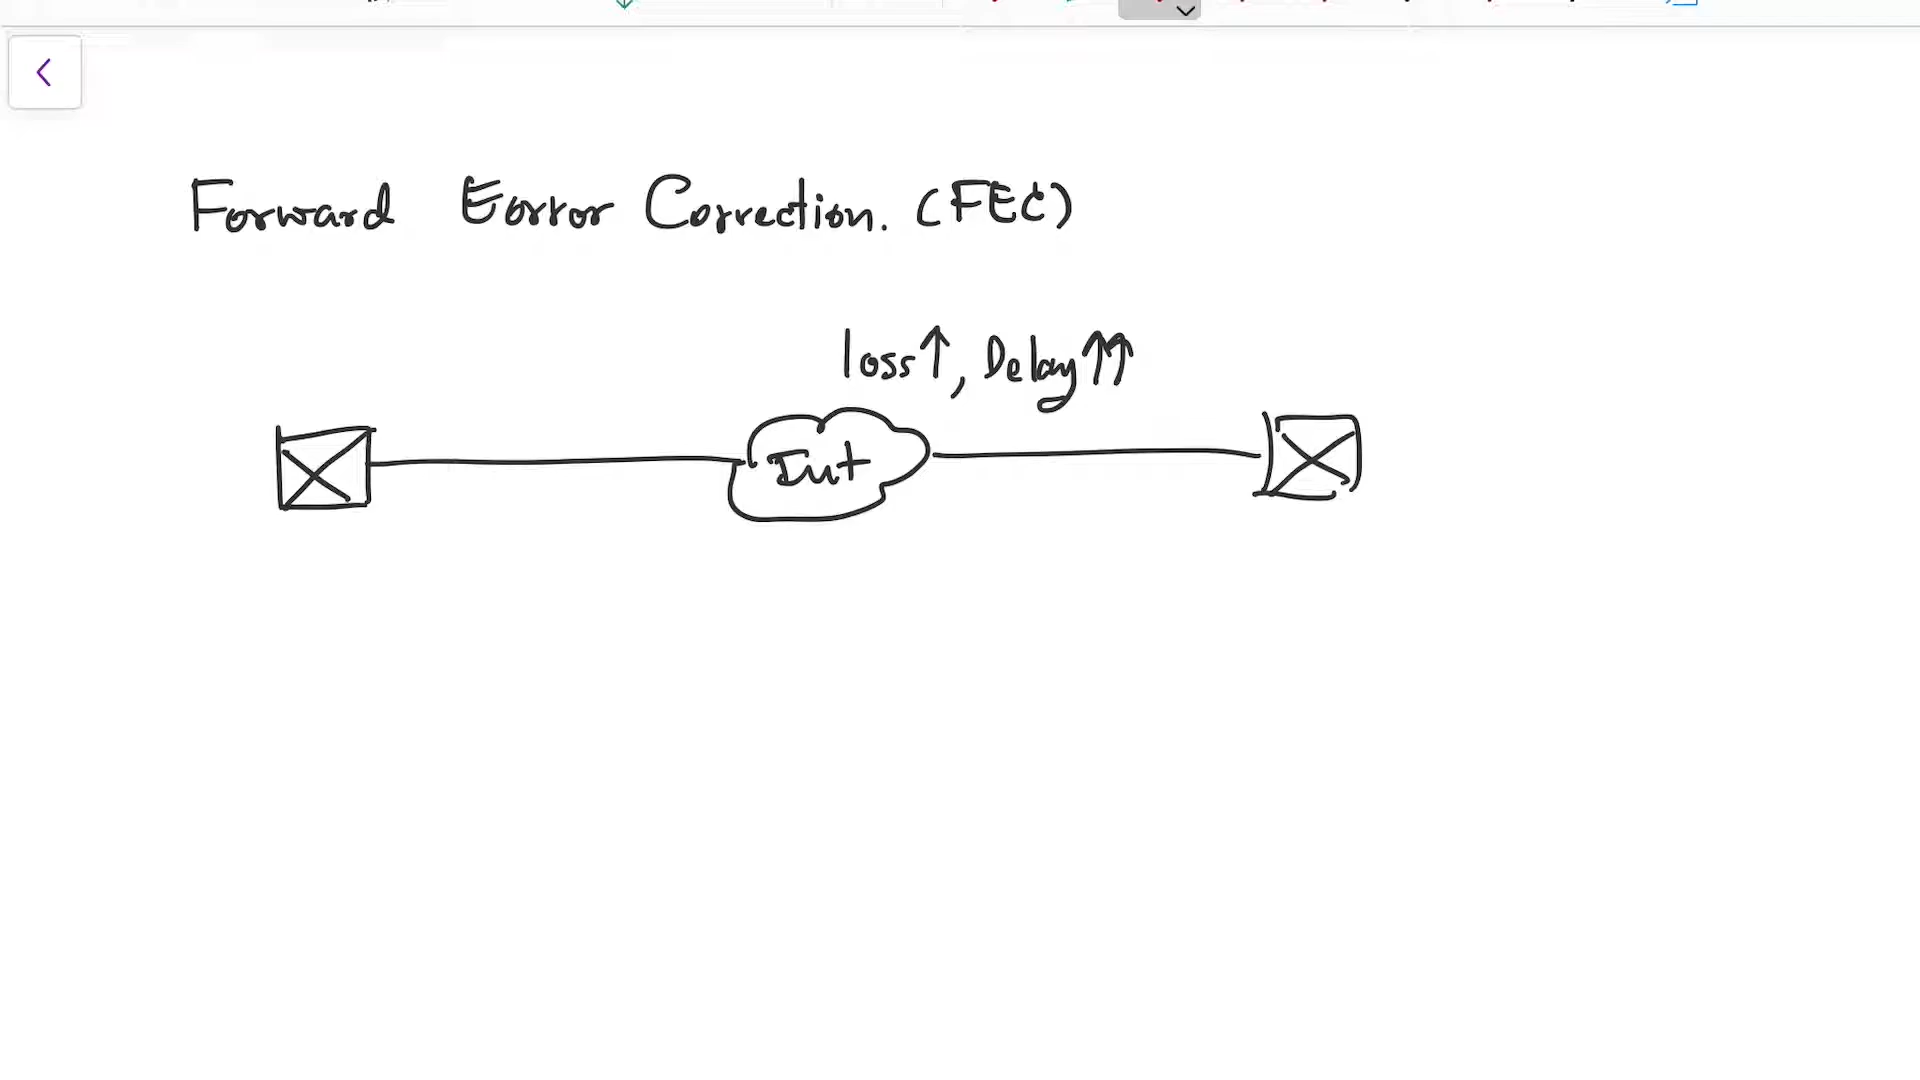 Forward Error Correction. (FEC)
loss↑, Delay↑↑
Int